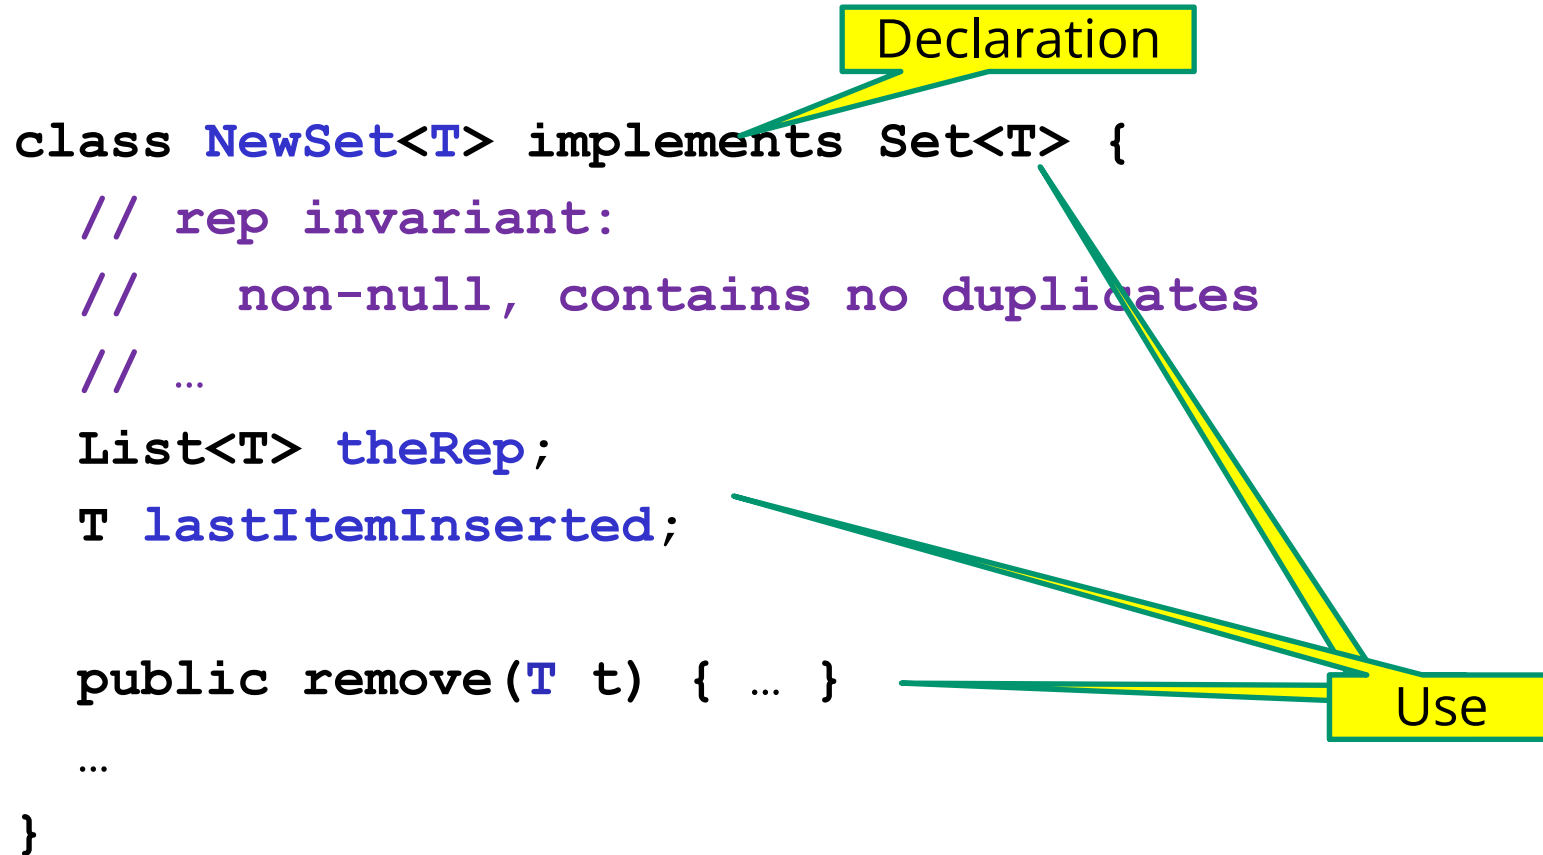 Declaration
class NewSet<T> implements Set<T> {
// rep invariant:
//   non-null, contains no duplicates
// …
List<T> theRep;
T lastItemInserted;
public remove(T t) { … }
Use
…
}